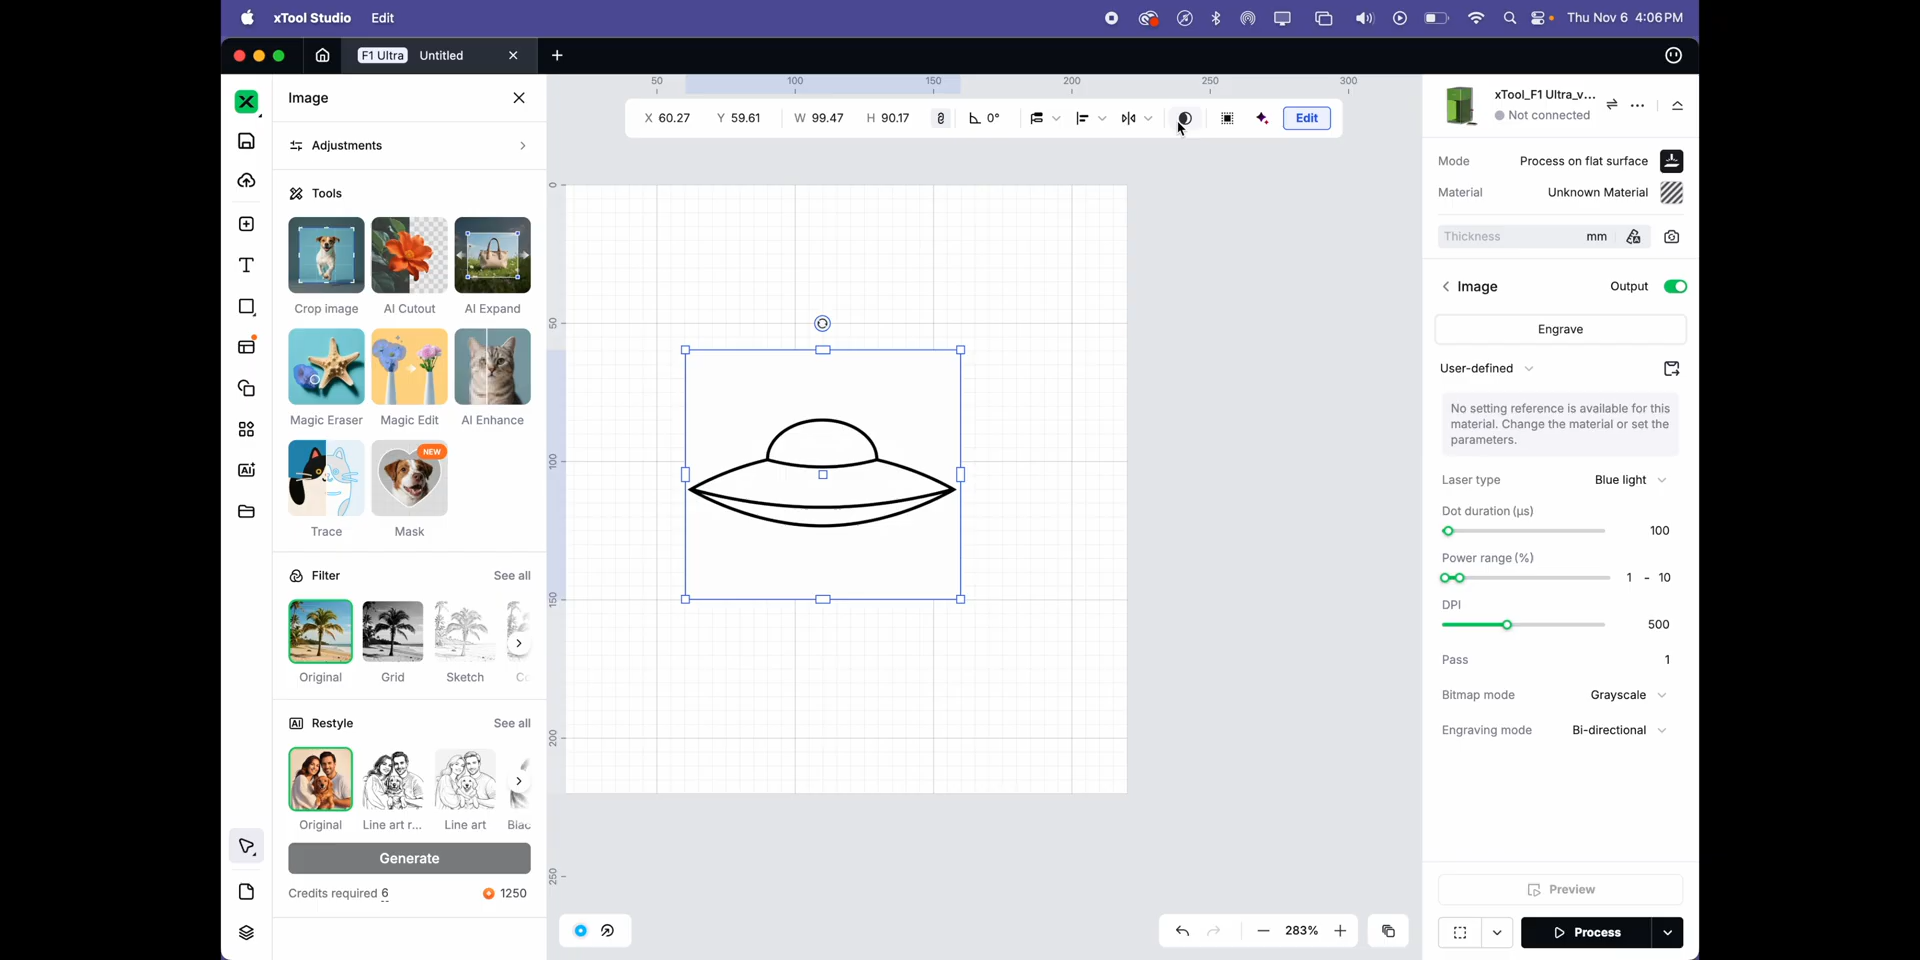 xTool Studio Edit
Thu Nov 6 4:06 PM
F1 Ultra Untitled
Image
Adjustments
Tools
Crop image AI Cutout AI Expand
Magic Eraser Magic Edit AI Enhance
NEW
Trace Mask
Filter See all
Original Grid Sketch
Restyle See all
Original Line art r... Line art
Generate
Credits required 6 1250
50 100 150 200 250 300
X 60.27 Y 59.61 W 99.47 H 90.17 0° Edit
0
50
100
150
200
250
283%
xTool_F1 Ultra_v...
Not connected
Mode Process on flat surface
Material Unknown Material
Thickness mm
Image Output
Engrave
User-defined
No setting reference is available for this
material. Change the material or set the
parameters.
Laser type Blue light
Dot duration (µs)
100
Power range (%)
1 - 10
DPI
500
Pass 1
Bitmap mode Grayscale
Engraving mode Bi-directional
Preview
Process